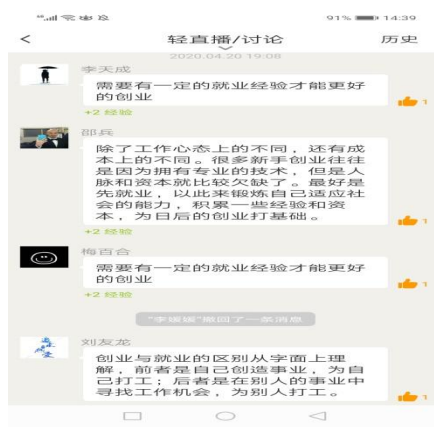 91% 14:39
< 轻直播/讨论 历史
2020.04.20 19:08
李天成
需要有一定的就业经验才能更好
的创业
+2 经验
1
邵兵
除了工作心态上的不同，还有成
本上的不同。很多新手创业往往
是因为拥有专业的技术，但是人
脉和资本就比较欠缺了。最好是
先就业，以此来锻炼自己适应社
会的能力，积累一些经验和资
本，为日后的创业打基础。
+2 经验
1
梅百合
需要有一定的就业经验才能更好
的创业
+2 经验
1
"李媛媛"撤回了一条消息
刘友龙
创业与就业的区别从字面上理
解，前者是自己创造事业，为自
己打工；后者是在别人的事业中
寻找工作机会，为别人打工。
1